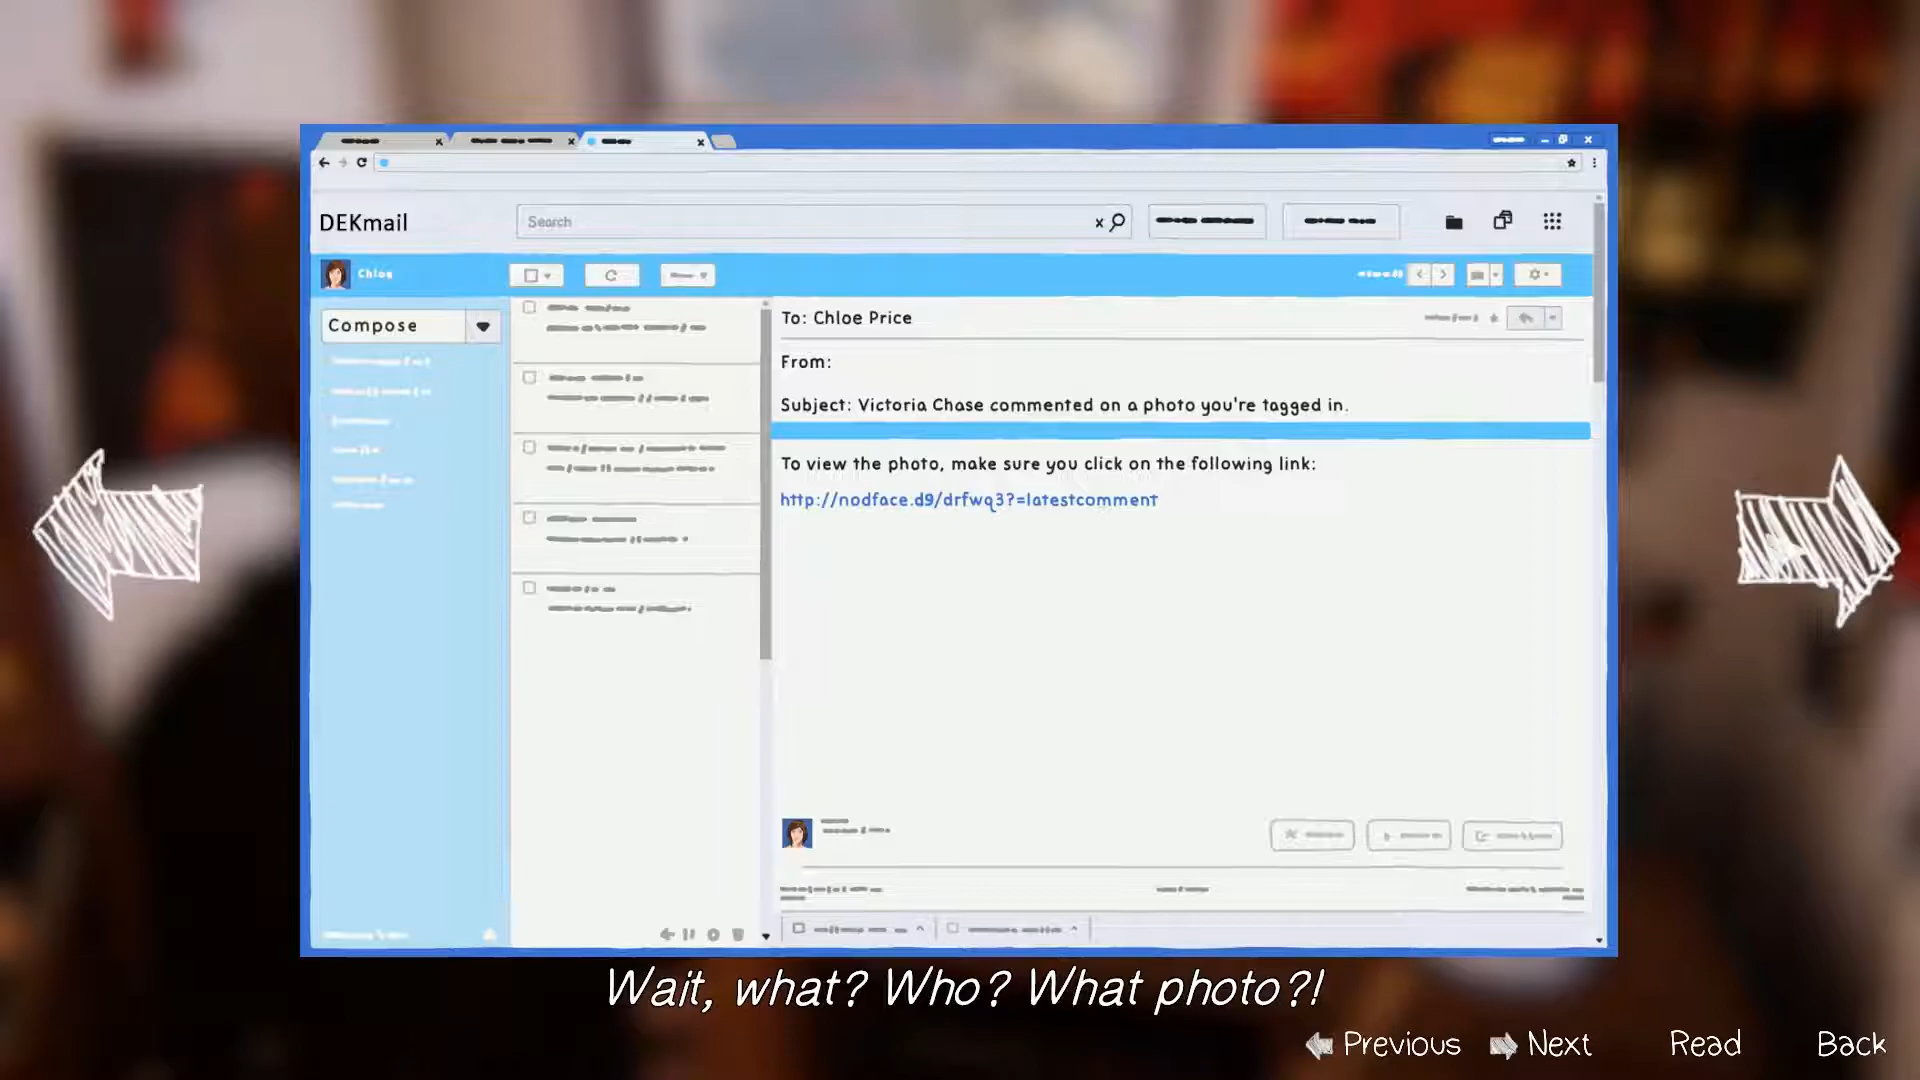 DEKmail
Search
Chloe
Compose
To: Chloe Price
From:
Subject: Victoria Chase commented on a photo you're tagged in.
To view the photo, make sure you click on the following link:
http://nodface.d9/drfwq3?=latestcomment
Wait, what? Who? What photo?!
Previous
Next
Read
Back